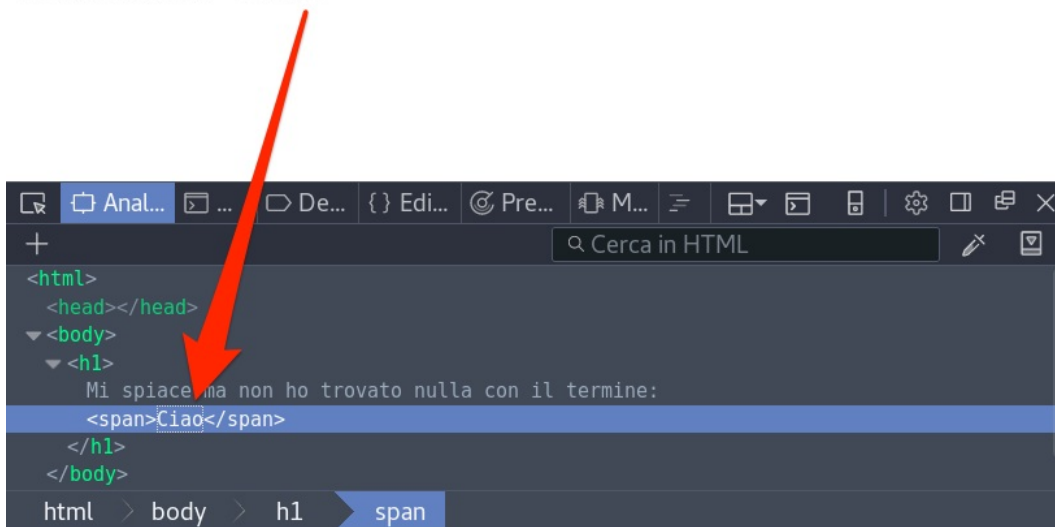 Anal... ... De... {} Edi... Pre... M...
+ Cerca in HTML
<html>
<head></head>
<body>
<h1>
Mi spiace ma non ho trovato nulla con il termine:
<span>Ciao</span>
</h1>
</body>
html > body > h1 > span